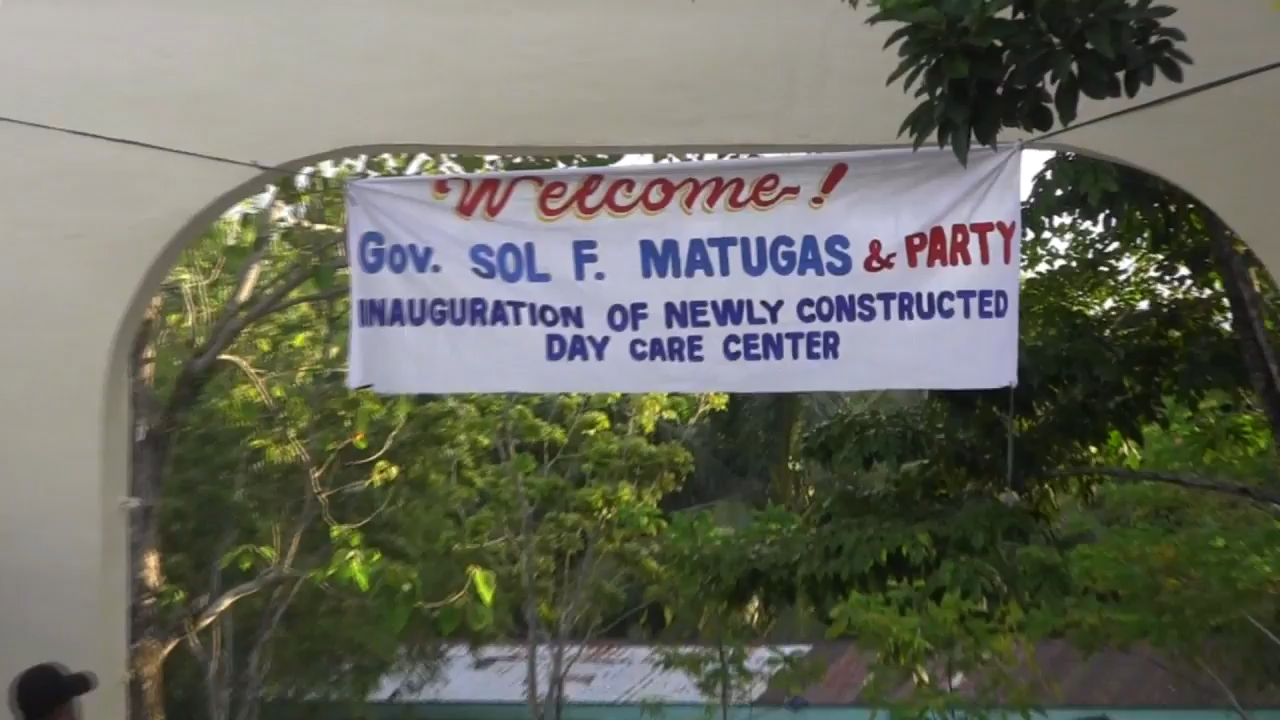 Welcome!
Gov. SOL F. MATUGAS & PARTY
INAUGURATION OF NEWLY CONSTRUCTED
DAY CARE CENTER